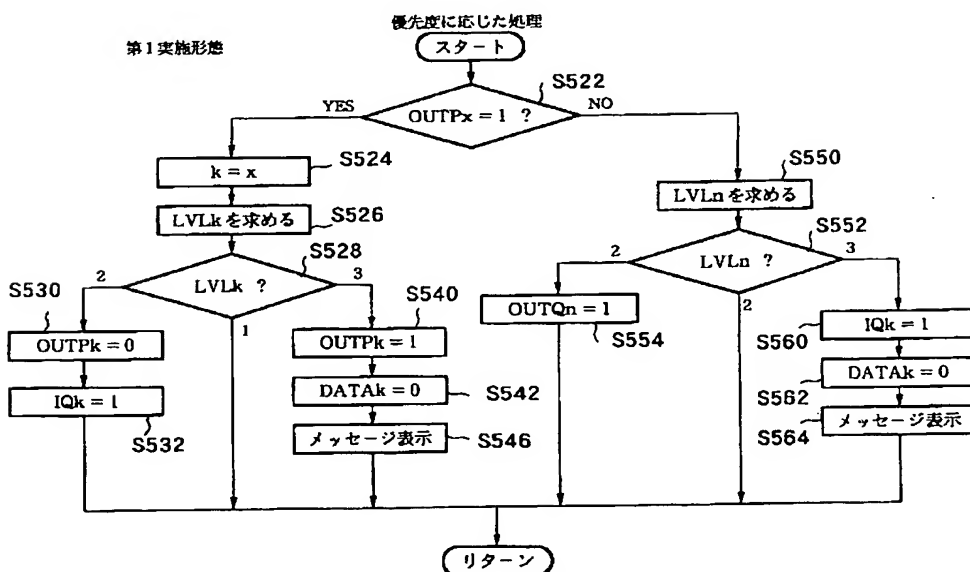 優先度に応じた処理
第1実施形態
スタート
S522
YES
OUTPx = 1 ?
NO
S524
k = x
S550
LVLnを求める
LVLkを求める
S526
S552
S528
2
LVLk ?
3
2
LVLn ?
3
S530
1
S540
OUTQn = 1
2
OUTPk = 0
OUTPk = 1
S554
IQk = 1
S560
IQk = 1
DATAk = 0
S542
DATAk = 0
S532
S562
メッセージ表示
S546
メッセージ表示
S564
リターン